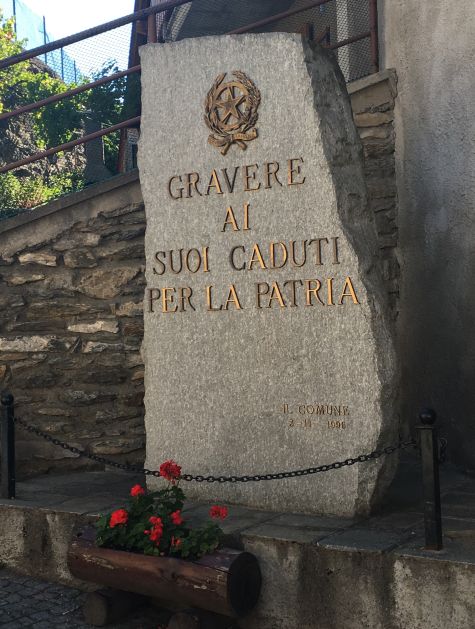 GRAVERE
AI
SUOI CADUTI
PER LA PATRIA
IL COMUNE